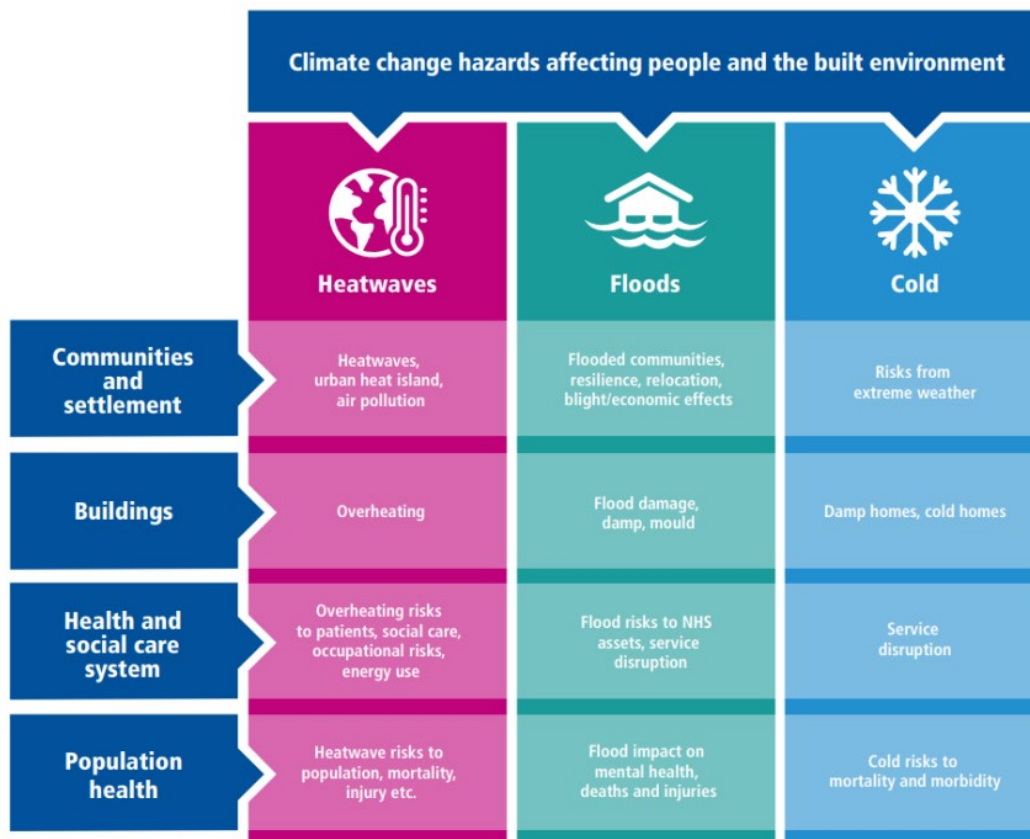 Climate change hazards affecting people and the built environment
Heatwaves
Floods
Cold
Communities
and
settlement
Heatwaves,
urban heat island,
air pollution
Flooded communities,
resilience, relocation,
blight/economic effects
Risks from
extreme weather
Buildings
Overheating
Flood damage,
damp, mould
Damp homes, cold homes
Health and
social care
system
Overheating risks
to patients, social care,
occupational risks,
energy use
Flood risks to NHS
assets, service
disruption
Service
disruption
Population
health
Heatwave risks to
population, mortality,
injury etc.
Flood impact on
mental health,
deaths and injuries
Cold risks to
mortality and morbidity